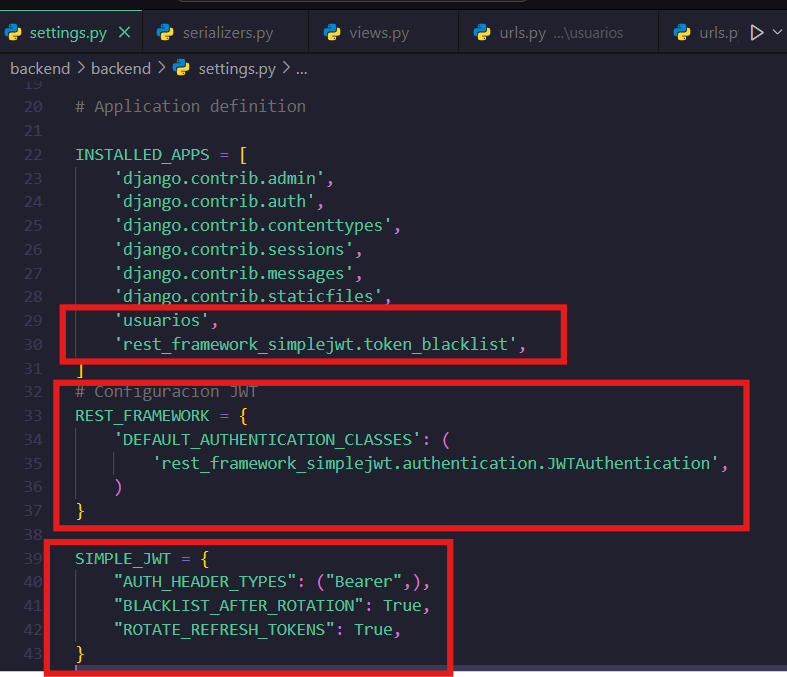 settings.py
serializers.py
views.py
urls.py ...\usuarios
urls.p
backend > backend > settings.py > ...
19
20 # Application definition
21
22 INSTALLED_APPS = [
23 'django.contrib.admin',
24 'django.contrib.auth',
25 'django.contrib.contenttypes',
26 'django.contrib.sessions',
27 'django.contrib.messages',
28 'django.contrib.staticfiles',
29 'usuarios',
30 'rest_framework_simplejwt.token_blacklist',
31 ]
32 # Configuracion JWT
33 REST_FRAMEWORK = {
34 'DEFAULT_AUTHENTICATION_CLASSES': (
35 'rest_framework_simplejwt.authentication.JWTAuthentication',
36 )
37 }
38
39 SIMPLE_JWT = {
40 "AUTH_HEADER_TYPES": ("Bearer",),
41 "BLACKLIST_AFTER_ROTATION": True,
42 "ROTATE_REFRESH_TOKENS": True,
43 }